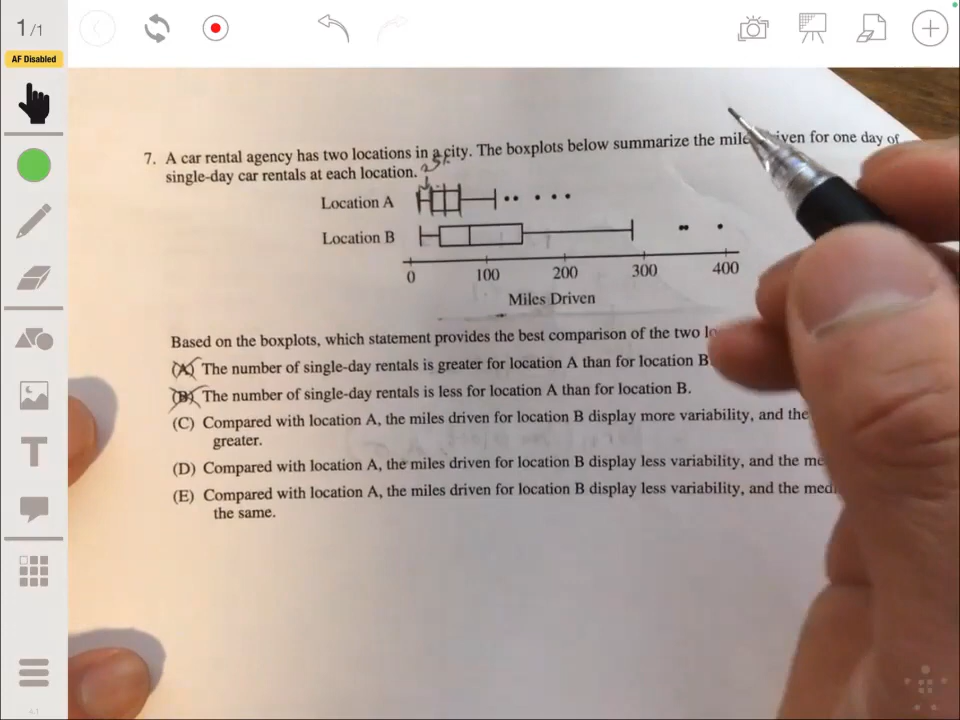 1/1
AF Disabled
7. A car rental agency has two locations in a city. The boxplots below summarize the driven for one day of
single-day car rentals at each location.
25%
Location A
Location B
0 100 200 300 400
Miles Driven
Based on the boxplots, which statement provides the best comparison of the two
(A) The number of single-day rentals is greater for location A than for location B
(B) The number of single-day rentals is less for location A than for location B.
(C) Compared with location A, the miles driven for location B display more variability, and the
greater.
(D) Compared with location A, the miles driven for location B display less variability, and the
(E) Compared with location A, the miles driven for location B display less variability, and the
the same.
T
4.1